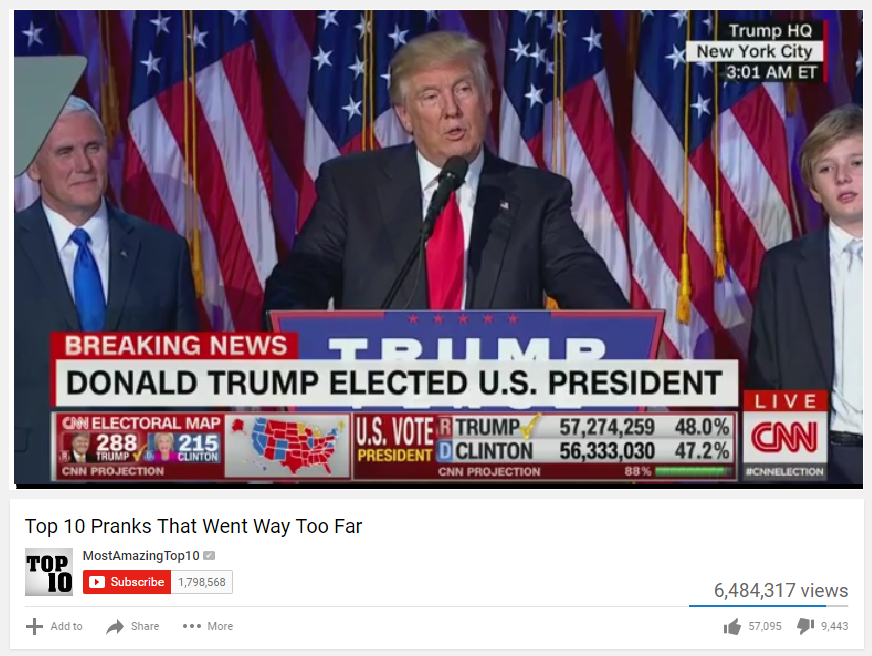 Trump HQ
New York City
3:01 AM ET
BREAKING NEWS
TRUMP
DONALD TRUMP ELECTED U.S. PRESIDENT
PENCE
LIVE
CNN
#CNNELECTION
CNN ELECTORAL MAP
R 288 TRUMP ✓ D 215 CLINTON
CNN PROJECTION
U.S. VOTE
PRESIDENT
R TRUMP ✓ 57,274,259 48.0%
D CLINTON 56,333,030 47.2%
CNN PROJECTION 88%
Top 10 Pranks That Went Way Too Far
TOP
10
MostAmazingTop10
Subscribe 1,798,568
6,484,317 views
Add to Share More
57,095 9,443